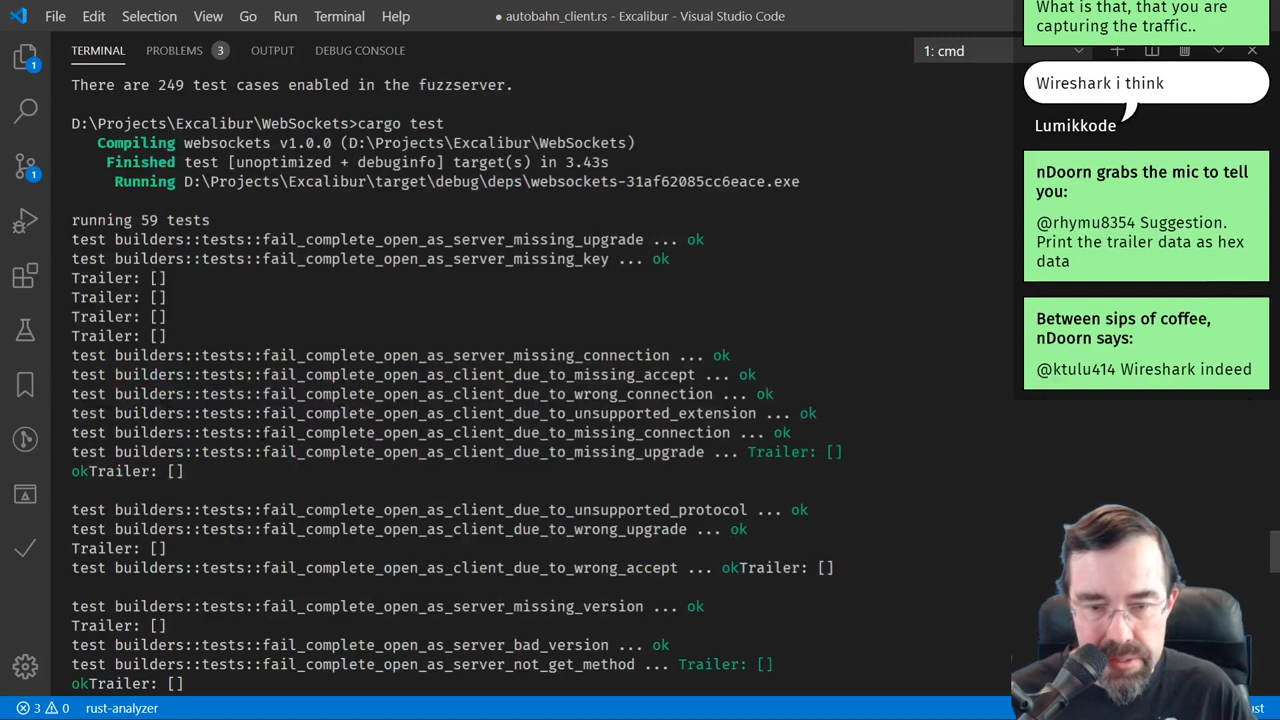 File Edit Selection View Go Run Terminal Help
● autobahn_client.rs - Excalibur - Visual Studio Code
TERMINAL PROBLEMS 3 OUTPUT DEBUG CONSOLE
1: cmd
There are 249 test cases enabled in the fuzzserver.
D:\Projects\Excalibur\WebSockets>cargo test
Compiling websockets v1.0.0 (D:\Projects\Excalibur\WebSockets)
Finished test [unoptimized + debuginfo] target(s) in 3.43s
Running D:\Projects\Excalibur\target\debug\deps\websockets-31af62085cc6eace.exe
running 59 tests
test builders::tests::fail_complete_open_as_server_missing_upgrade ... ok
test builders::tests::fail_complete_open_as_server_missing_key ... ok
Trailer: []
Trailer: []
Trailer: []
Trailer: []
test builders::tests::fail_complete_open_as_server_missing_connection ... ok
test builders::tests::fail_complete_open_as_client_due_to_missing_accept ... ok
test builders::tests::fail_complete_open_as_client_due_to_wrong_connection ... ok
test builders::tests::fail_complete_open_as_client_due_to_unsupported_extension ... ok
test builders::tests::fail_complete_open_as_client_due_to_missing_connection ... ok
test builders::tests::fail_complete_open_as_client_due_to_missing_upgrade ... Trailer: []
okTrailer: []
test builders::tests::fail_complete_open_as_client_due_to_unsupported_protocol ... ok
test builders::tests::fail_complete_open_as_client_due_to_wrong_upgrade ... ok
Trailer: []
test builders::tests::fail_complete_open_as_client_due_to_wrong_accept ... okTrailer: []
test builders::tests::fail_complete_open_as_server_missing_version ... ok
Trailer: []
test builders::tests::fail_complete_open_as_server_bad_version ... ok
test builders::tests::fail_complete_open_as_server_not_get_method ... Trailer: []
okTrailer: []
What is that, that you are
capturing the traffic..
Wireshark i think
Lumikkode
nDoorn grabs the mic to tell
you:
@rhymu8354 Suggestion.
Print the trailer data as hex
data
Between sips of coffee,
nDoorn says:
@ktulu414 Wireshark indeed
1
1
3 0 rust-analyzer